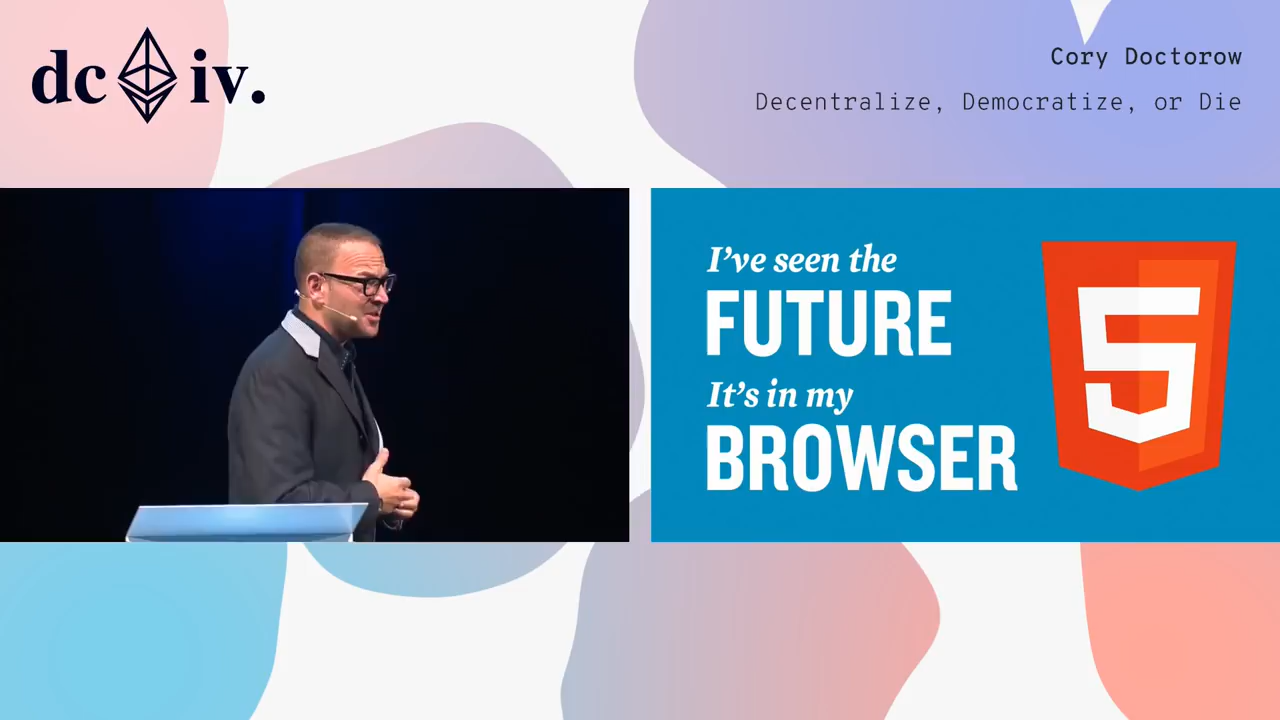 dc iv.
Cory Doctorow
Decentralize, Democratize, or Die
I've seen the
FUTURE
It's in my
BROWSER
5